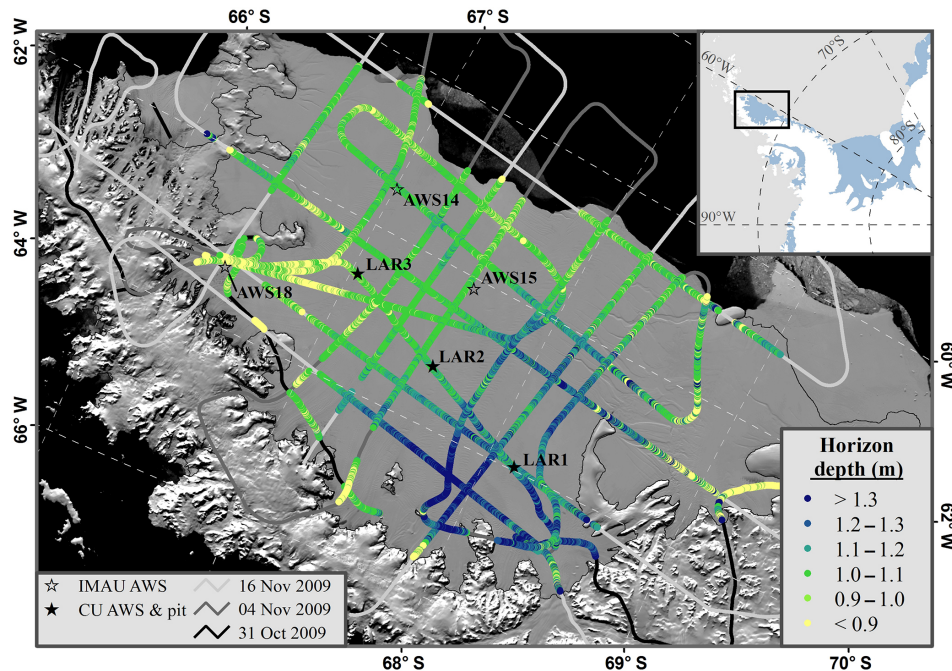 66° S
67° S
62° W
70°S
60°W
80°S
90°W
AWS14
64° W
LAR3
AWS15
AWS18
LAR2
60° W
66° W
LAR1
Horizon
depth (m)
> 1.3
1.2–1.3
1.1–1.2
1.0–1.1
0.9–1.0
< 0.9
62° W
IMAU AWS
CU AWS & pit
16 Nov 2009
04 Nov 2009
31 Oct 2009
68° S
69° S
70° S